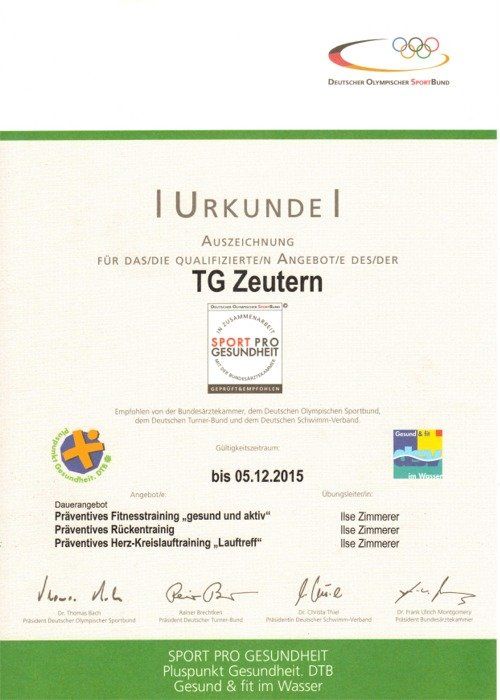 DEUTSCHER OLYMPISCHER SPORTBUND
| URKUNDE |
AUSZEICHNUNG
FÜR DAS/DIE QUALIFIZIERTE/N ANGEBOT/E DES/DER
TG Zeutern
DEUTSCHER OLYMPISCHER SPORTBUND
IN ZUSAMMENARBEIT
SPORT PRO
GESUNDHEIT
MIT DER BUNDESÄRZTEKAMMER
GEPRÜFT&EMPFOHLEN
Empfohlen von der Bundesärztekammer, dem Deutschen Olympischen Sportbund,
dem Deutschen Turner-Bund und dem Deutschen Schwimm-Verband.
Pluspunkt Gesundheit. DTB
Gesund & fit
im Wasser
Gültigkeitszeitraum:
bis 05.12.2015
Angebot/e: Übungsleiter/in:
Dauerangebot
Präventives Fitnesstraining „gesund und aktiv“ Ilse Zimmerer
Präventives Rückentrainig Ilse Zimmerer
Präventives Herz-Kreislauftraining „Lauftreff“ Ilse Zimmerer
Dr. Thomas Bach Rainer Brechtken Dr. Christa Thiel Dr. Frank Ulrich Montgomery
Präsident Deutscher Olympischer Sportbund Präsident Deutscher Turner-Bund Präsidentin Deutscher Schwimm-Verband Präsident Bundesärztekammer
SPORT PRO GESUNDHEIT
Pluspunkt Gesundheit. DTB
Gesund & fit im Wasser